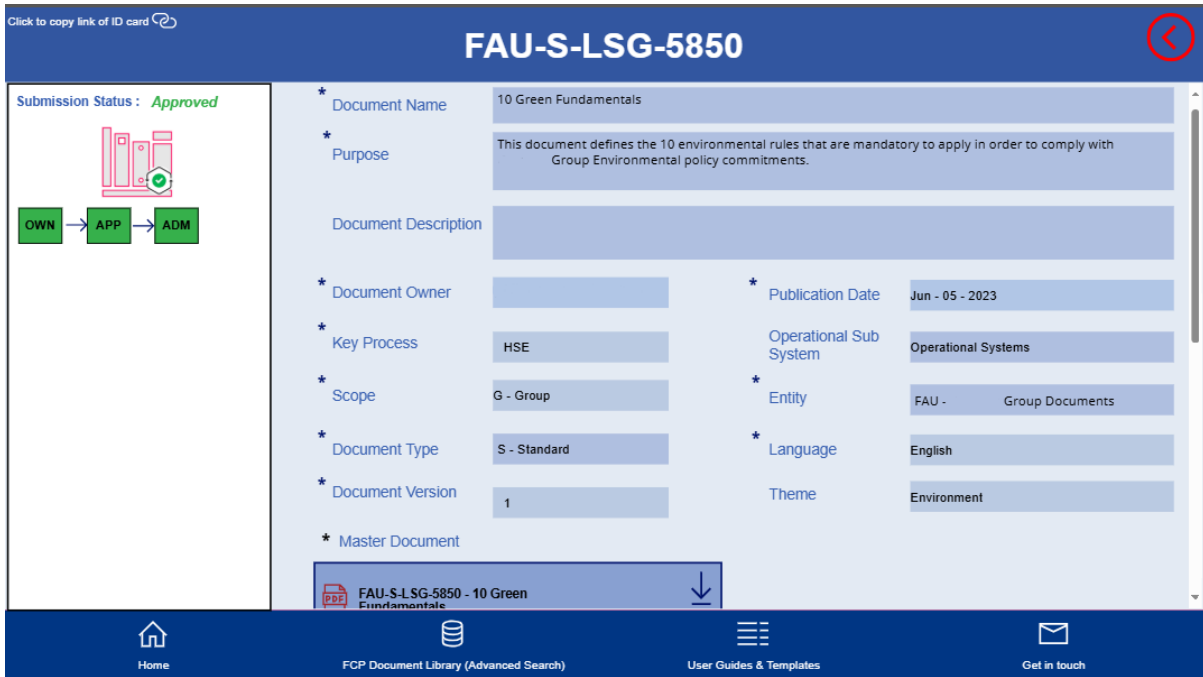 Click to copy link of ID card
FAU-S-LSG-5850
Submission Status : Approved
OWN APP ADM
* Document Name 10 Green Fundamentals
* Purpose This document defines the 10 environmental rules that are mandatory to apply in order to comply with
Group Environmental policy commitments.
Document Description
* Document Owner
* Publication Date Jun - 05 - 2023
* Key Process HSE
Operational Sub
System Operational Systems
* Scope G - Group
* Entity FAU - Group Documents
* Document Type S - Standard
* Language English
* Document Version 1
Theme Environment
* Master Document
PDF FAU-S-LSG-5850 - 10 Green
Fundamentals
Home FCP Document Library (Advanced Search) User Guides & Templates Get in touch